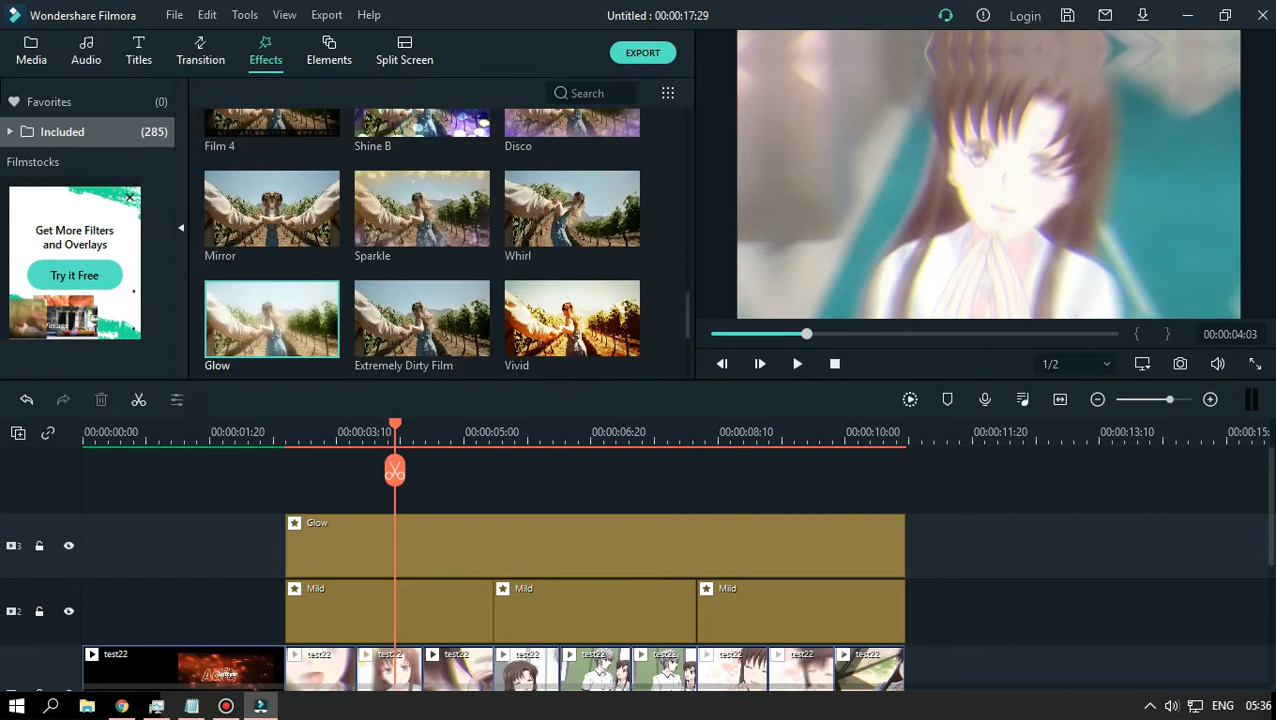 Wondershare Filmora
File
Edit
Tools
View
Export
Help
Untitled : 00:00:17:29
Login
Media
Audio
Titles
Transition
Effects
Elements
Split Screen
EXPORT
Favorites
(0)
Included
(285)
Search
Filmstocks
Get More Filters
and Overlays
Try it Free
Vintage
Film 4
Shine B
Disco
Mirror
Sparkle
Whirl
Glow
Extremely Dirty Film
Vivid
{ }
00:00:04:03
1/2
00:00:00:00
00:00:01:20
00:00:03:10
00:00:05:00
00:00:06:20
00:00:08:10
00:00:10:00
00:00:11:20
00:00:13:10
00:00:15:
3
Glow
2
Mild
Mild
Mild
test22
test22
test22
test22
test22
test22
test22
test22
test22
test22
ENG
05:36